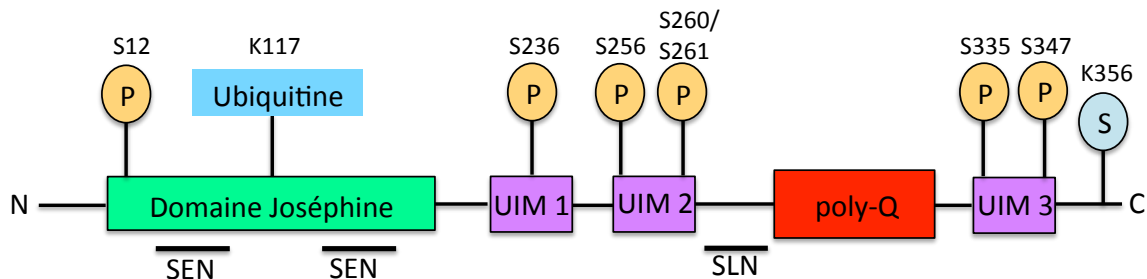 S260/
S12 K117 S236 S256 S261 S335 S347
K356
P Ubiquitine P P P P P S
N Domaine Joséphine UIM 1 UIM 2 poly-Q UIM 3 C
SEN SEN SLN